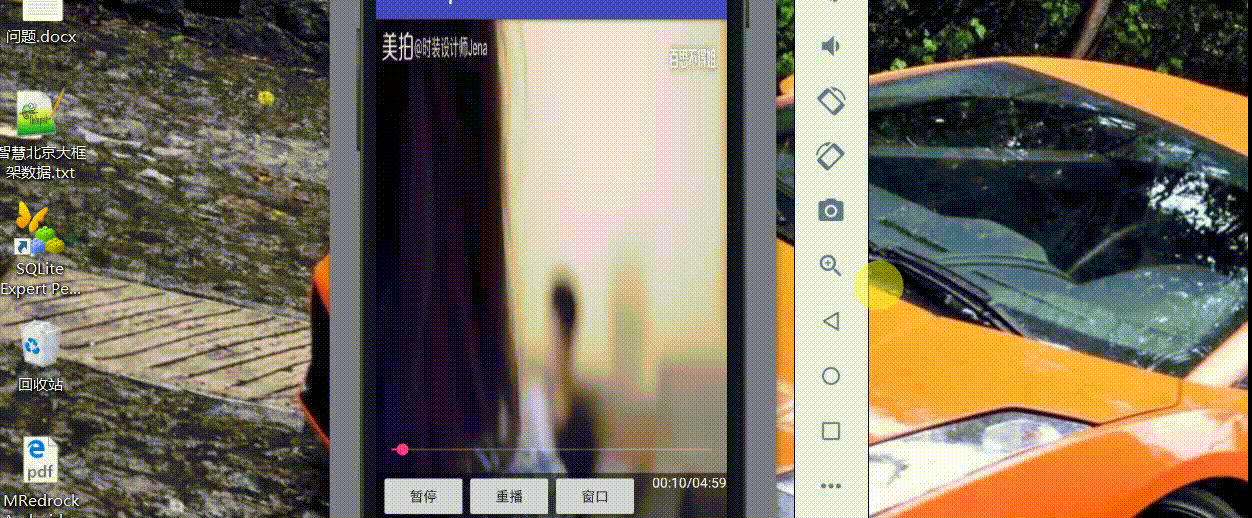 问题.docx
智慧北京大框
架数据.txt
SQLite
Expert Pe...
回收站
pdf
MRedrock
美拍@时装设计师Jena
百思不得姐
00:10/04:59
暂停
重播
窗口